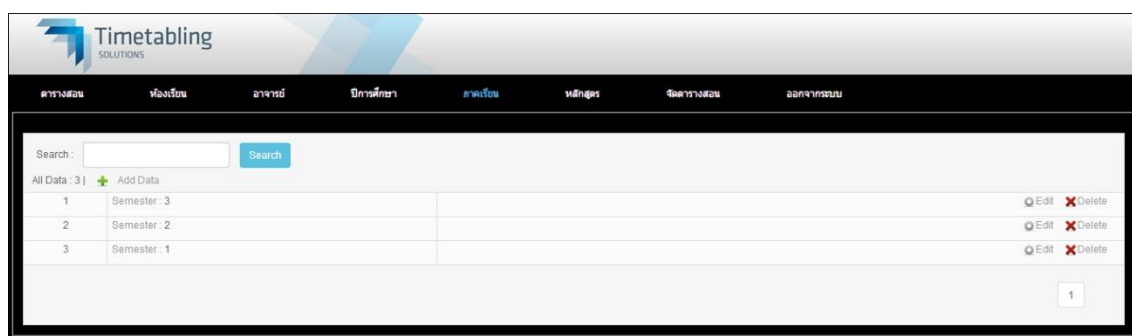 Timetabling
SOLUTIONS
ตารางสอน ห้องเรียน อาจารย์ ปีการศึกษา ภาคเรียน หลักสูตร จัดตารางสอน ออกจากระบบ
Search : Search
All Data : 3 | Add Data
1 Semester : 3 Edit Delete
2 Semester : 2 Edit Delete
3 Semester : 1 Edit Delete
1